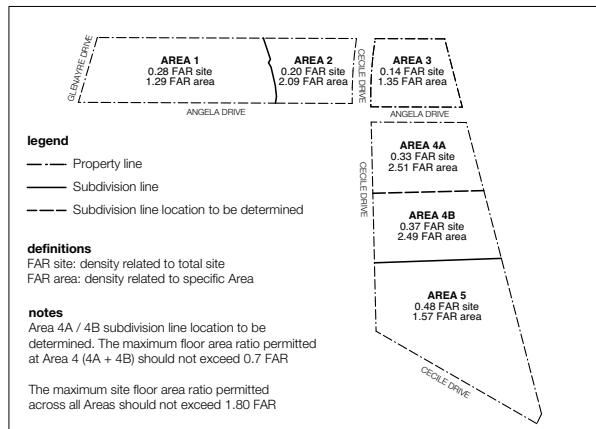 GLENAYRE DRIVE
AREA 1
0.28 FAR site
1.29 FAR area
AREA 2
0.20 FAR site
2.09 FAR area
CECILE DRIVE
AREA 3
0.14 FAR site
1.35 FAR area
ANGELA DRIVE
ANGELA DRIVE
legend
Property line
Subdivision line
Subdivision line location to be determined
CECILE DRIVE
AREA 4A
0.33 FAR site
2.51 FAR area
AREA 4B
0.37 FAR site
2.49 FAR area
definitions
FAR site: density related to total site
FAR area: density related to specific Area
AREA 5
0.48 FAR site
1.57 FAR area
notes
Area 4A / 4B subdivision line location to be
determined. The maximum floor area ratio permitted
at Area 4 (4A + 4B) should not exceed 0.7 FAR
The maximum site floor area ratio permitted
across all Areas should not exceed 1.80 FAR
CECILE DRIVE